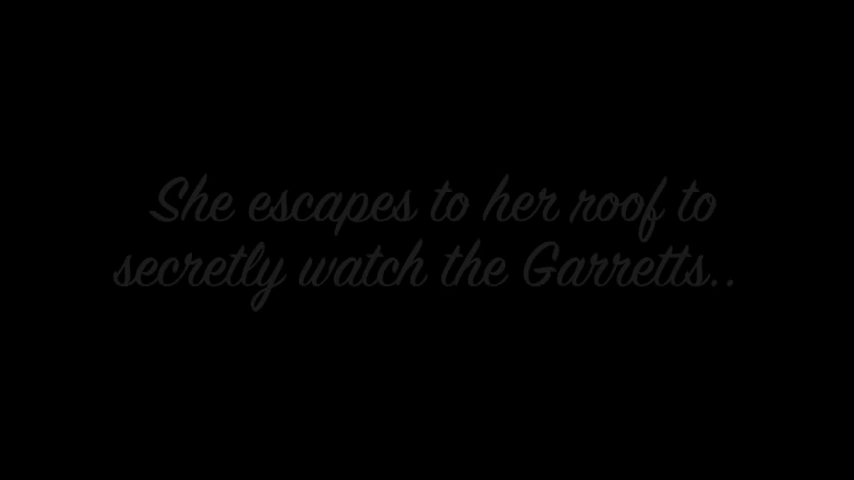 She escapes to her roof to
secretly watch the Garretts..